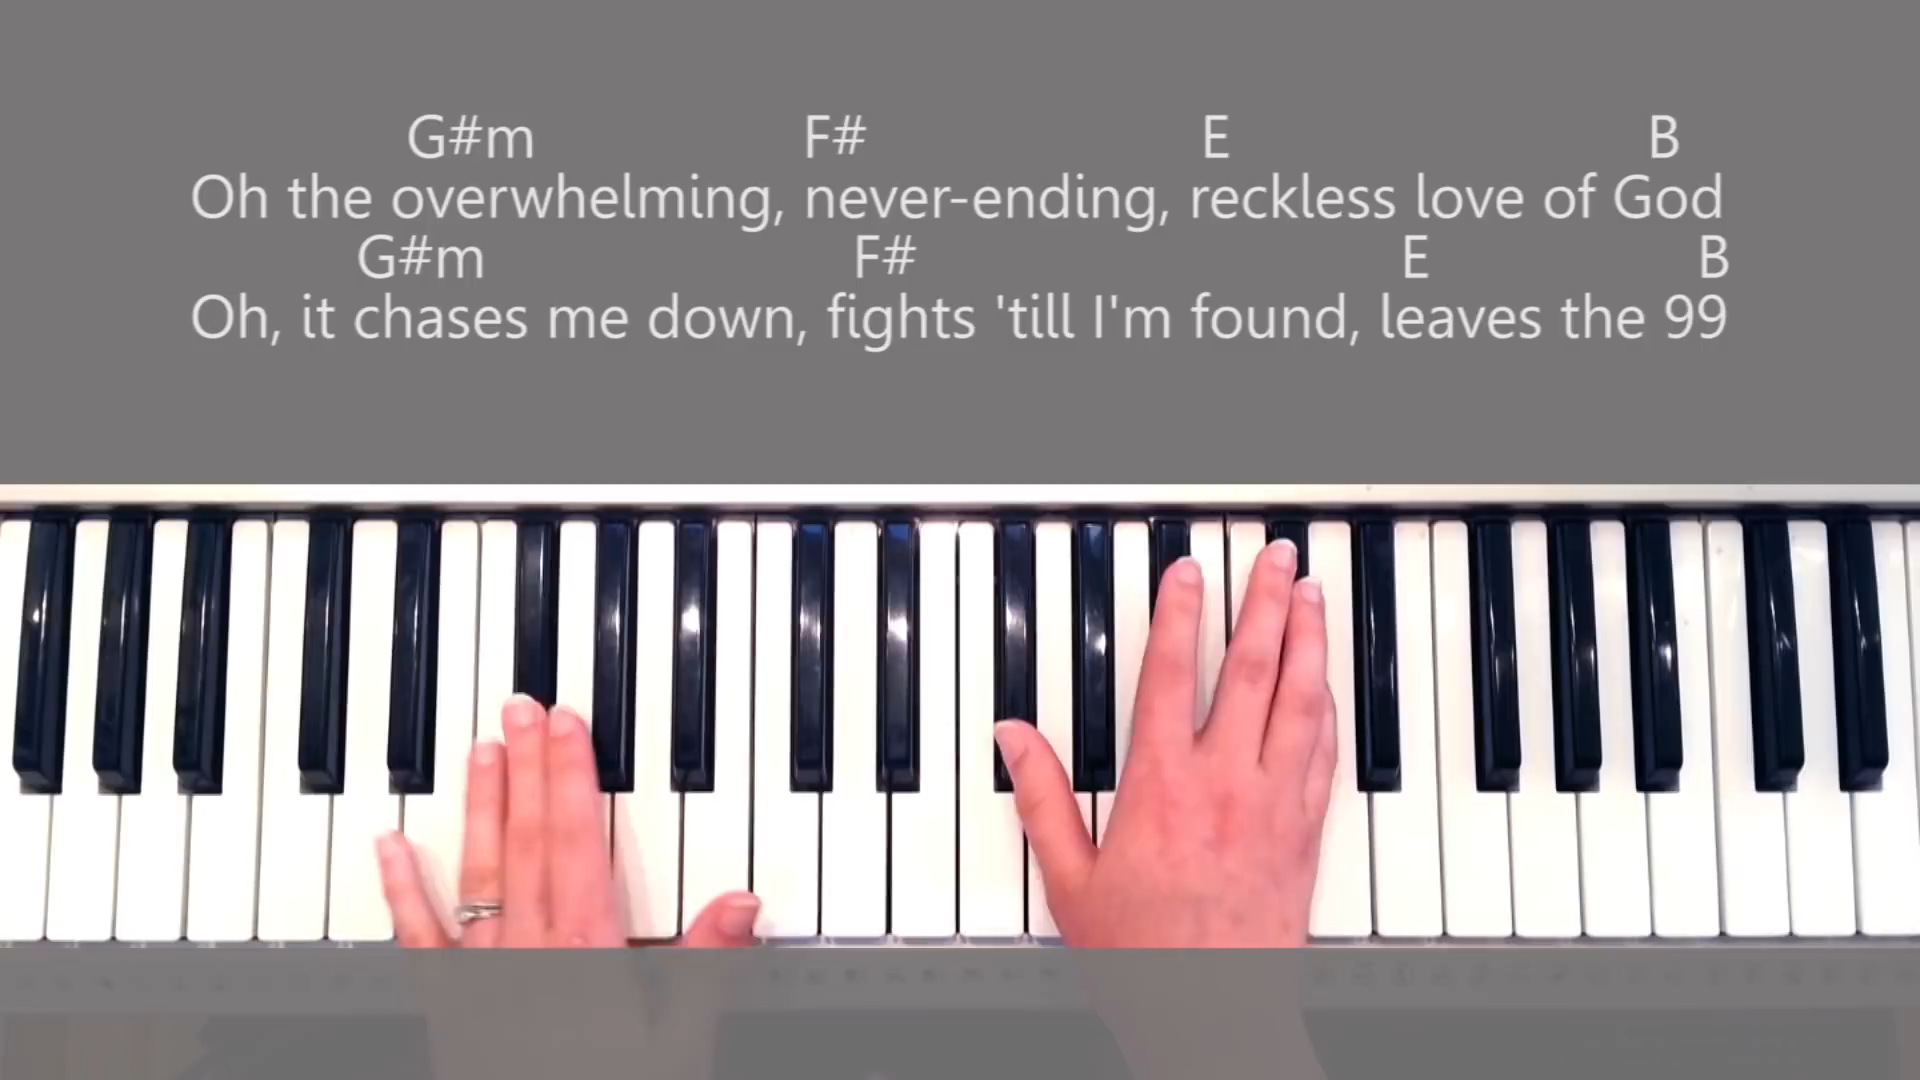 G#m F# E B
Oh the overwhelming, never-ending, reckless love of God
G#m F# E B
Oh, it chases me down, fights 'till I'm found, leaves the 99